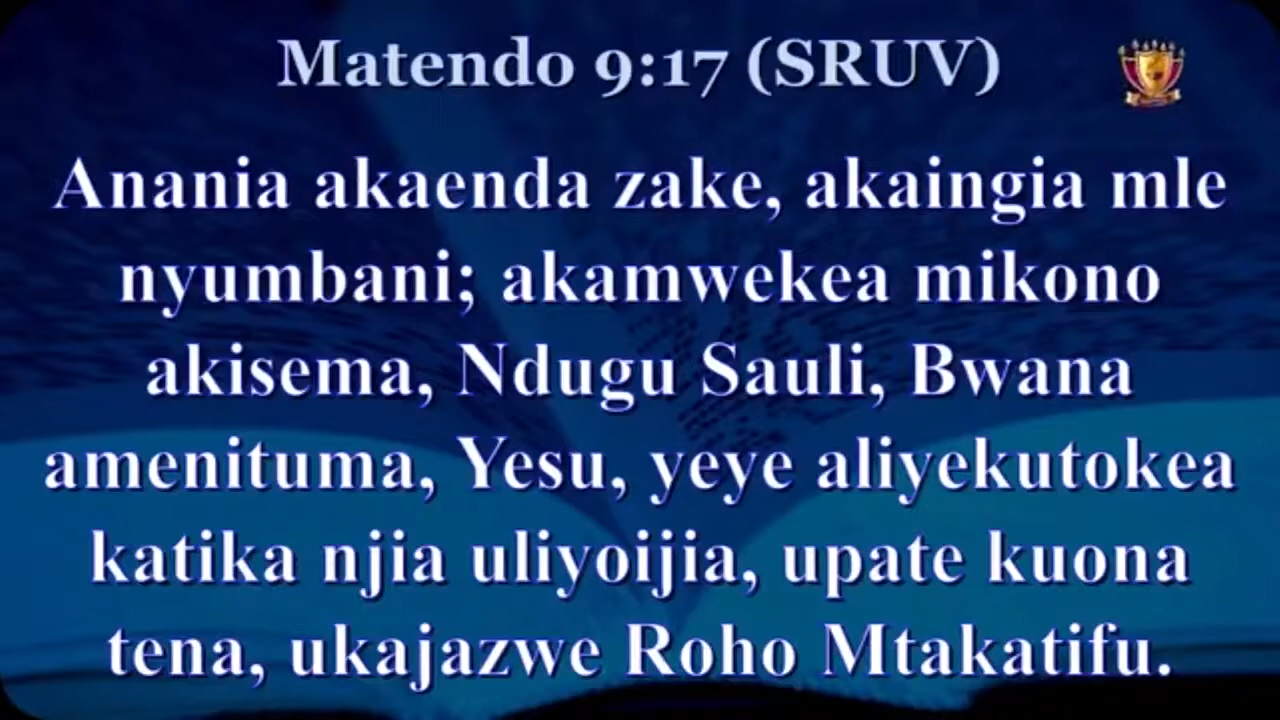 Matendo 9:17 (SRUV)
Anania akaenda zake, akaingia mle
nyumbani; akamwekea mikono
akisema, Ndugu Sauli, Bwana
amenituma, Yesu, yeye aliyekutokea
katika njia uliyoijia, upate kuona
tena, ukajazwe Roho Mtakatifu.